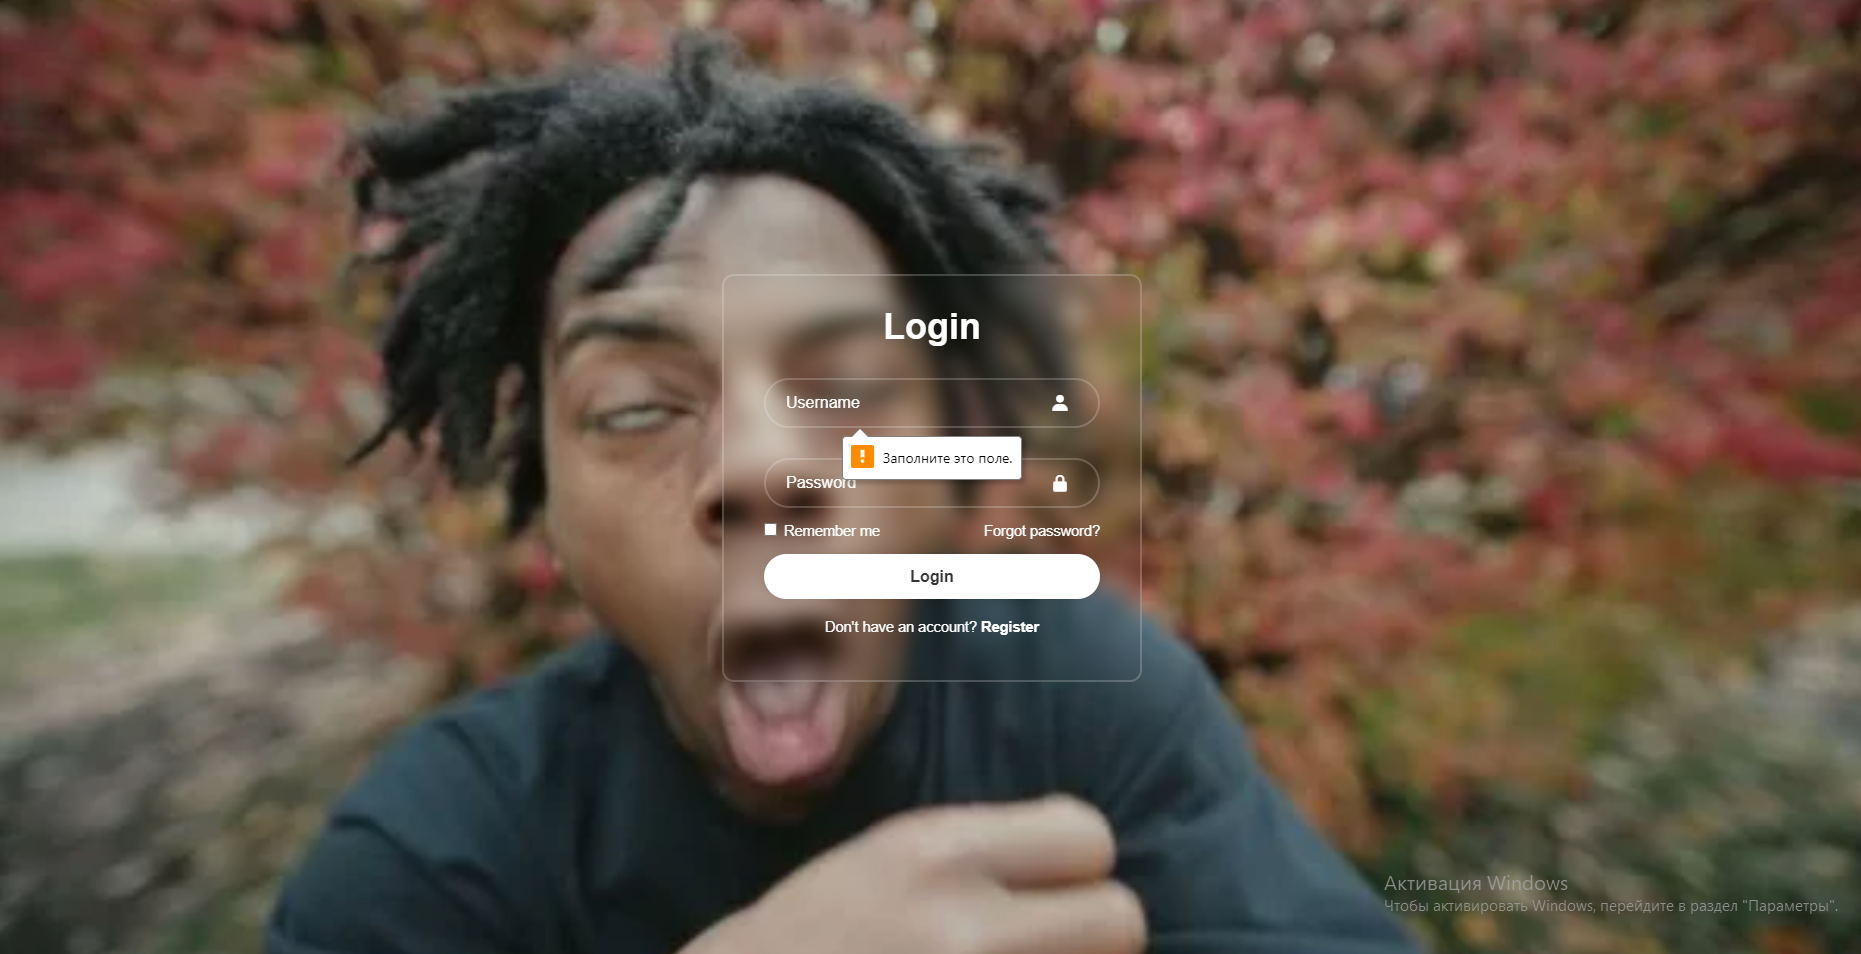 Login
Username
Заполните это поле.
Password
Remember me
Forgot password?
Login
Don't have an account? Register
Активация Windows
Чтобы активировать Windows, перейдите в раздел "Параметры".